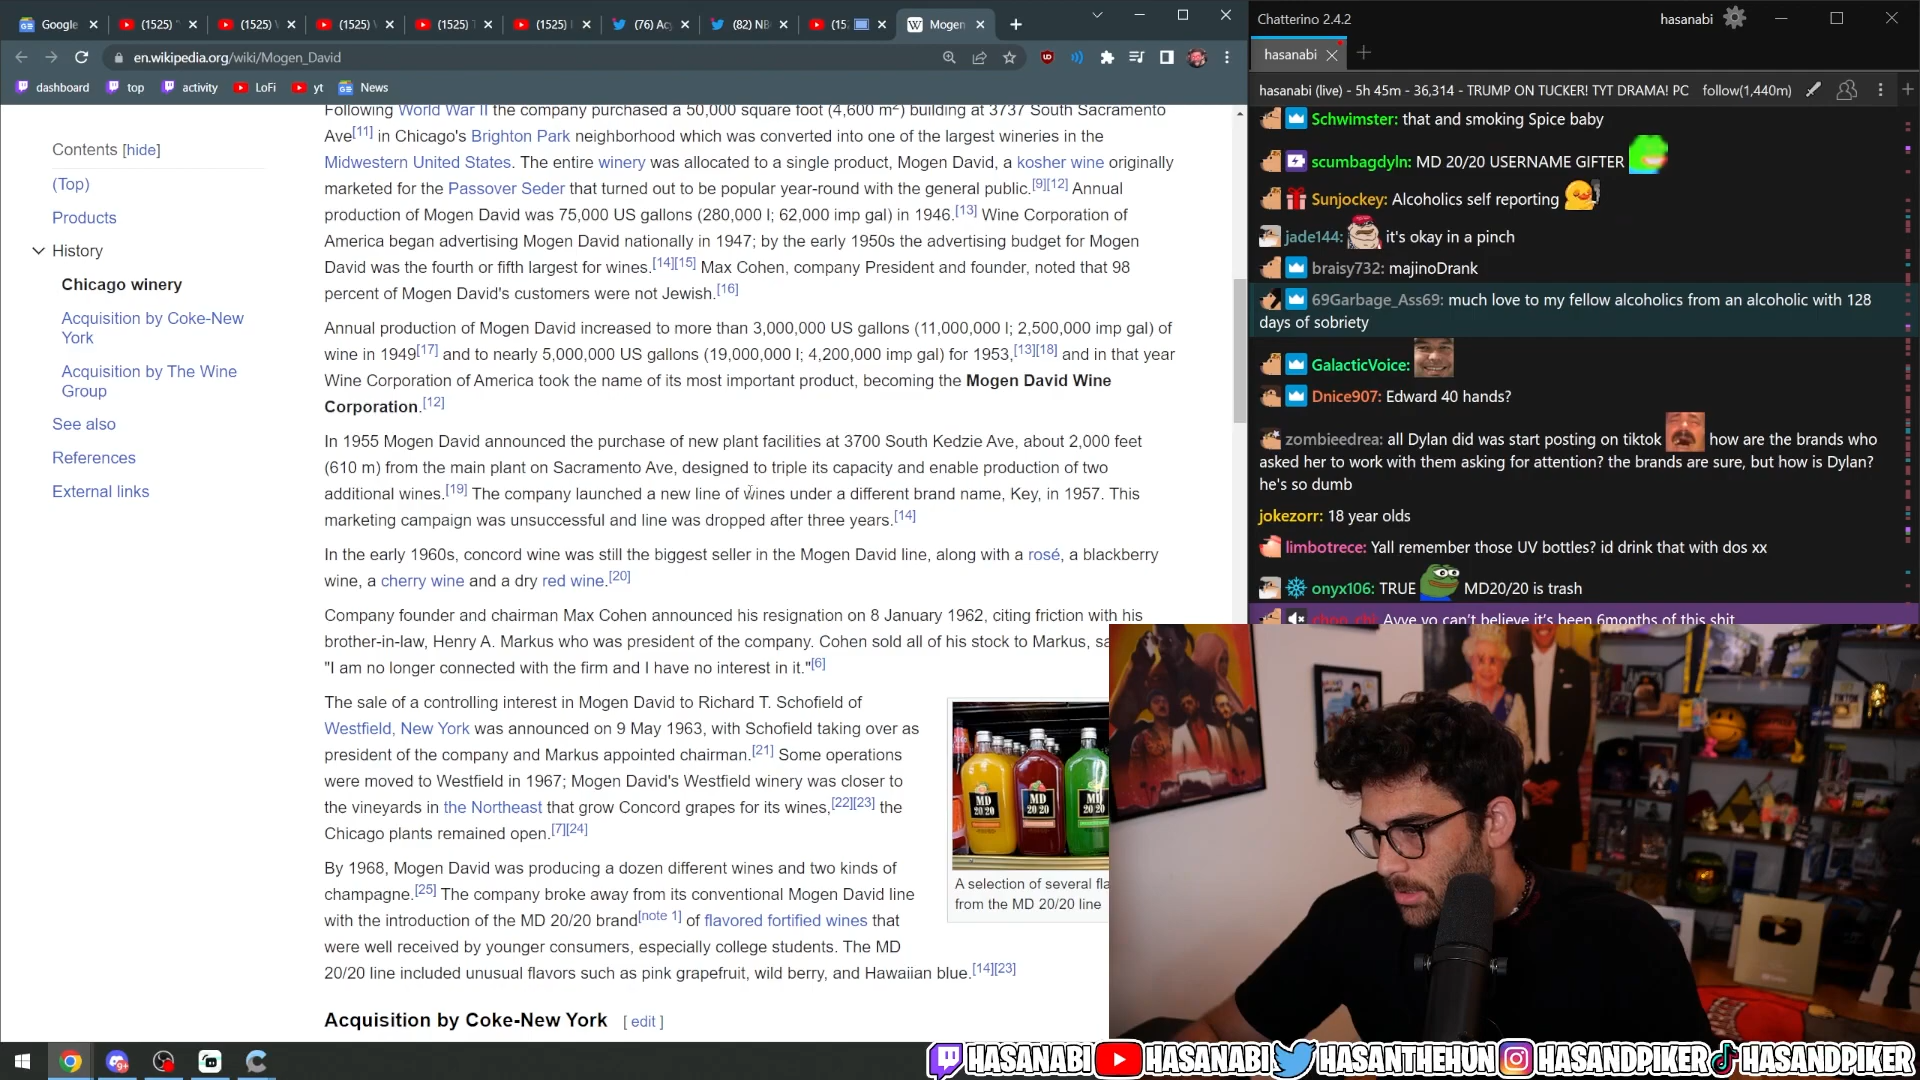 Google
(1525)
(1525)
(1525)
(1525)
(1525)
(76) Ac
(82) NB
(15
Mogen
en.wikipedia.org/wiki/Mogen_David
dashboard
top
activity
LoFi
yt
News
Contents [hide]
(Top)
Products
History
Chicago winery
Acquisition by Coke-New
York
Acquisition by The Wine
Group
See also
References
External links
Following World War II the company purchased a 50,000 square foot (4,600 m²) building at 3737 South Sacramento
Ave[11] in Chicago's Brighton Park neighborhood which was converted into one of the largest wineries in the
Midwestern United States. The entire winery was allocated to a single product, Mogen David, a kosher wine originally
marketed for the Passover Seder that turned out to be popular year-round with the general public.[9][12] Annual
production of Mogen David was 75,000 US gallons (280,000 l; 62,000 imp gal) in 1946.[13] Wine Corporation of
America began advertising Mogen David nationally in 1947; by the early 1950s the advertising budget for Mogen
David was the fourth or fifth largest for wines.[14][15] Max Cohen, company President and founder, noted that 98
percent of Mogen David's customers were not Jewish.[16]
Annual production of Mogen David increased to more than 3,000,000 US gallons (11,000,000 l; 2,500,000 imp gal) of
wine in 1949[17] and to nearly 5,000,000 US gallons (19,000,000 l; 4,200,000 imp gal) for 1953,[13][18] and in that year
Wine Corporation of America took the name of its most important product, becoming the Mogen David Wine
Corporation.[12]
In 1955 Mogen David announced the purchase of new plant facilities at 3700 South Kedzie Ave, about 2,000 feet
(610 m) from the main plant on Sacramento Ave, designed to triple its capacity and enable production of two
additional wines.[19] The company launched a new line of wines under a different brand name, Key, in 1957. This
marketing campaign was unsuccessful and line was dropped after three years.[14]
In the early 1960s, concord wine was still the biggest seller in the Mogen David line, along with a rosé, a blackberry
wine, a cherry wine and a dry red wine.[20]
Company founder and chairman Max Cohen announced his resignation on 8 January 1962, citing friction with his
brother-in-law, Henry A. Markus who was president of the company. Cohen sold all of his stock to Markus, sa
"I am no longer connected with the firm and I have no interest in it."[6]
The sale of a controlling interest in Mogen David to Richard T. Schofield of
Westfield, New York was announced on 9 May 1963, with Schofield taking over as
president of the company and Markus appointed chairman.[21] Some operations
were moved to Westfield in 1967; Mogen David's Westfield winery was closer to
the vineyards in the Northeast that grow Concord grapes for its wines,[22][23] the
Chicago plants remained open.[7][24]
By 1968, Mogen David was producing a dozen different wines and two kinds of
champagne.[25] The company broke away from its conventional Mogen David line
with the introduction of the MD 20/20 brand[note 1] of flavored fortified wines that
were well received by younger consumers, especially college students. The MD
20/20 line included unusual flavors such as pink grapefruit, wild berry, and Hawaiian blue.[14][23]
Acquisition by Coke-New York [ edit ]
MD
20/20
MD
20/20
MD
20/20
A selection of several fla
from the MD 20/20 line
Chatterino 2.4.2
hasanabi
hasanabi
hasanabi (live) - 5h 45m - 36,314 - TRUMP ON TUCKER! TYT DRAMA! PC
follow(1,440m)
Schwimster: that and smoking Spice baby
scumbagdyln: MD 20/20 USERNAME GIFTER
Sunjockey: Alcoholics self reporting
jade144: it's okay in a pinch
braisy732: majinoDrank
69Garbage_Ass69: much love to my fellow alcoholics from an alcoholic with 128
days of sobriety
GalacticVoice:
Dnice907: Edward 40 hands?
zombieedrea: all Dylan did was start posting on tiktok how are the brands who
asked her to work with them asking for attention? the brands are sure, but how is Dylan?
he's so dumb
jokezorr: 18 year olds
limbotrece: Yall remember those UV bottles? id drink that with dos xx
onyx106: TRUE MD20/20 is trash
Ayye yo can't believe it's been 6months of this shit
HASANABI
HASANABI
HASANTHEHUN
HASANDPIKER
HASANDPIKER